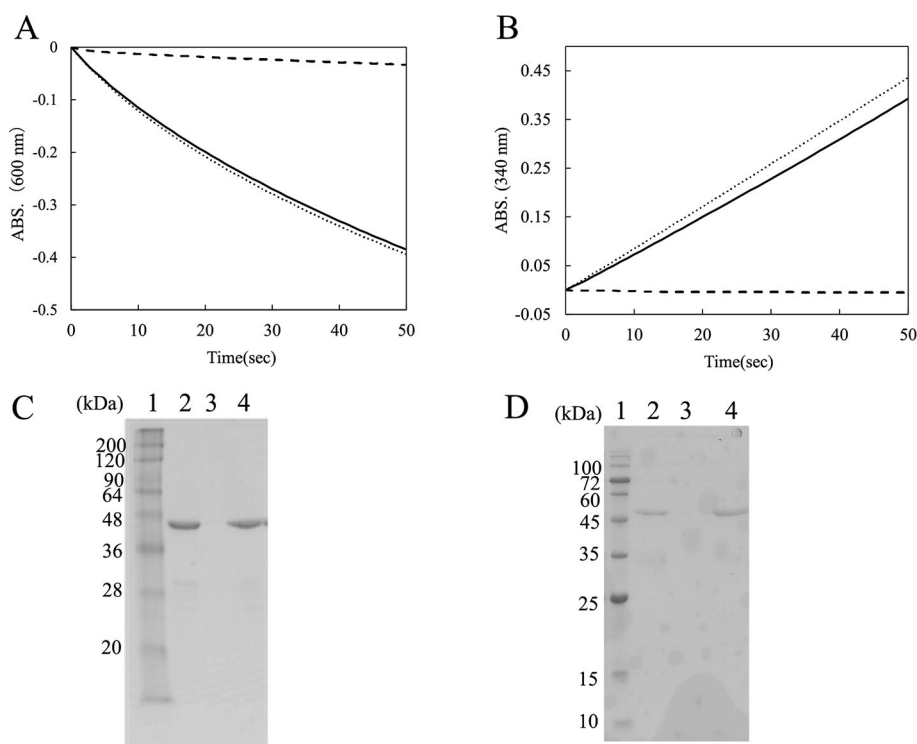 A
0
-0.1
-0.2
-0.3
-0.4
-0.5
ABS. (600 nm)
0 10 20 30 40 50
Time(sec)
B
0.45
0.35
0.25
0.15
0.05
-0.05
ABS. (340 nm)
0 10 20 30 40 50
Time(sec)
C
(kDa) 1 2 3 4
200
120
90
64
48
36
28
20
D
(kDa) 1 2 3 4
100
72
60
45
35
25
15
10